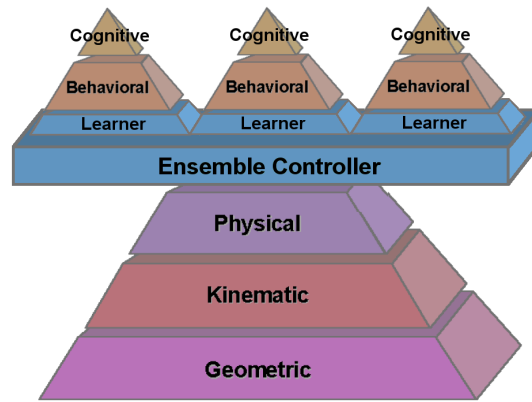 Cognitive Cognitive Cognitive
Behavioral Behavioral Behavioral
Learner Learner Learner
Ensemble Controller
Physical
Kinematic
Geometric